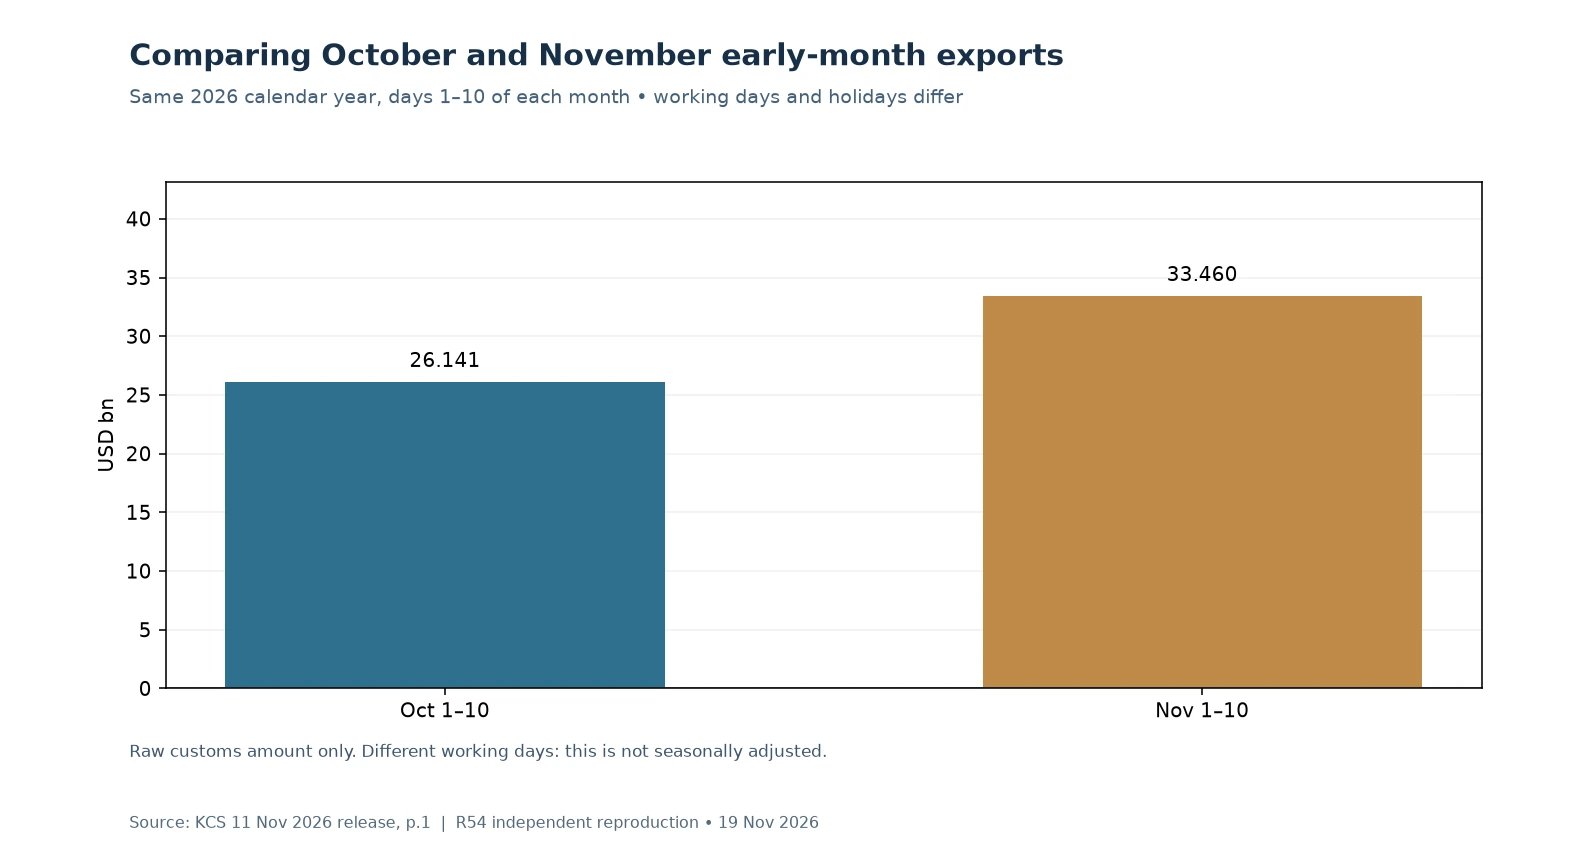 Comparing October and November early-month exports
Same 2026 calendar year, days 1–10 of each month • working days and holidays differ
40
35
30
25
20
15
10
5
0
USD bn
26.141
33.460
Oct 1–10
Nov 1–10
Raw customs amount only. Different working days: this is not seasonally adjusted.
Source: KCS 11 Nov 2026 release, p.1 | R54 independent reproduction • 19 Nov 2026